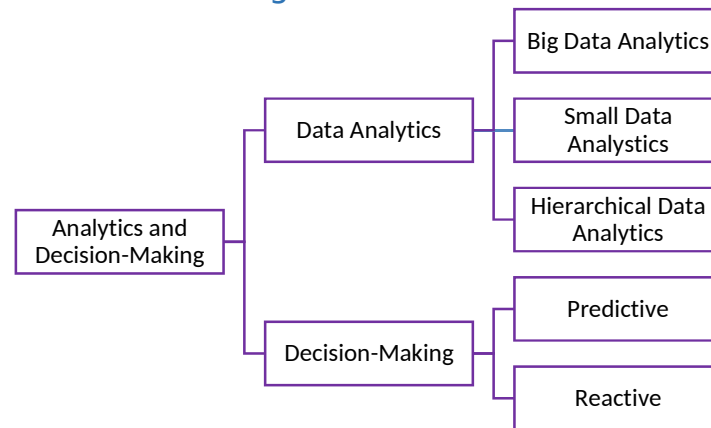 Big Data Analytics
Data Analytics
Small Data
Analystics
Hierarchical Data
Analytics
Analytics and
Decision-Making
Predictive
Decision-Making
Reactive